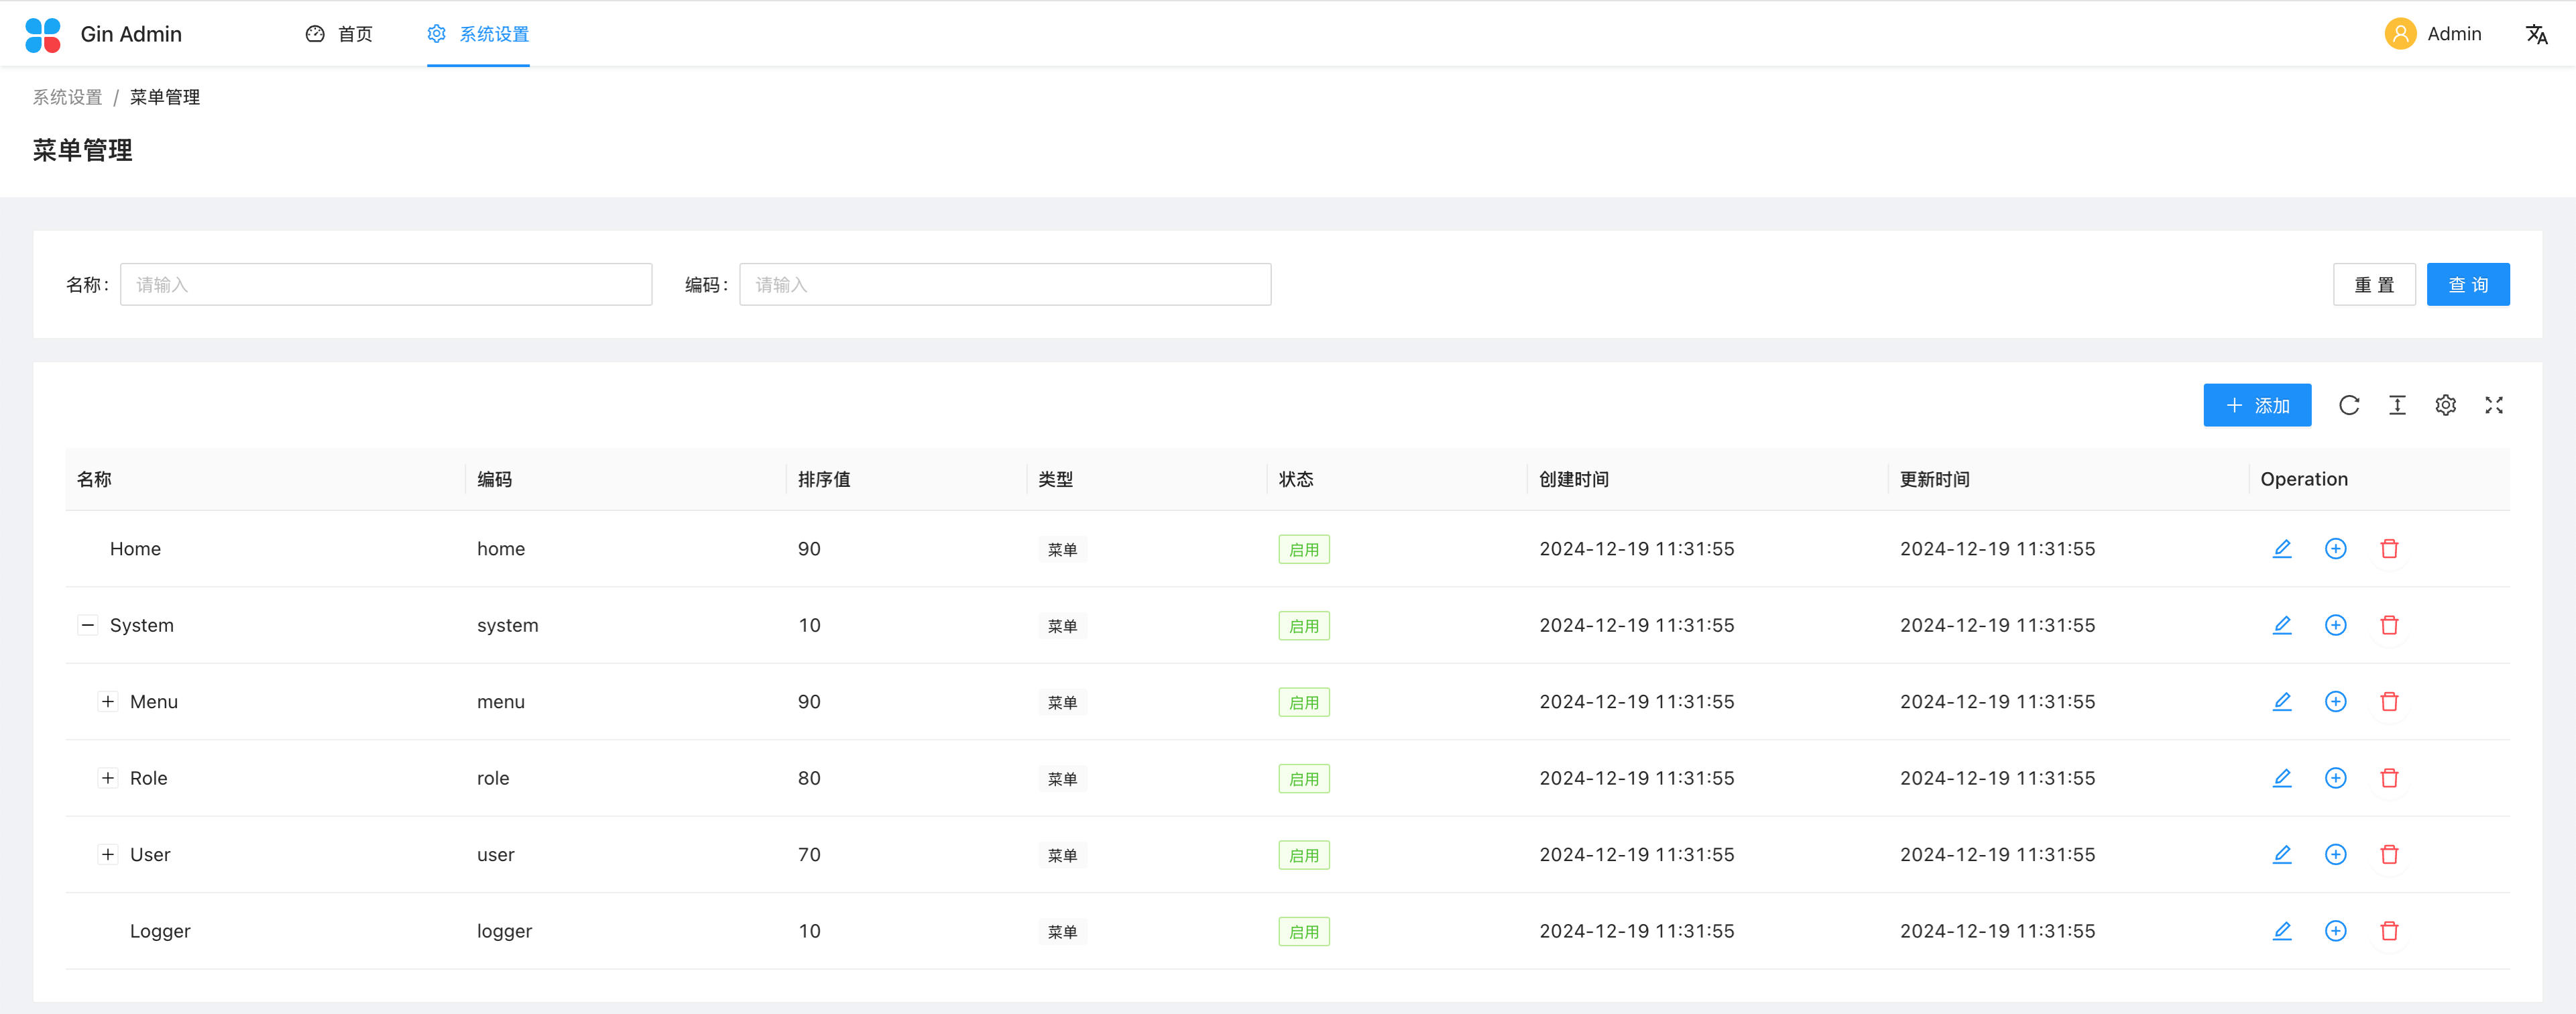 Gin Admin 首页 系统设置 Admin
系统设置 / 菜单管理
菜单管理
名称： 请输入 编码： 请输入 重 置 查 询
添加
名称 编码 排序值 类型 状态 创建时间 更新时间 Operation
Home home 90 菜单 启用 2024-12-19 11:31:55 2024-12-19 11:31:55
System system 10 菜单 启用 2024-12-19 11:31:55 2024-12-19 11:31:55
Menu menu 90 菜单 启用 2024-12-19 11:31:55 2024-12-19 11:31:55
Role role 80 菜单 启用 2024-12-19 11:31:55 2024-12-19 11:31:55
User user 70 菜单 启用 2024-12-19 11:31:55 2024-12-19 11:31:55
Logger logger 10 菜单 启用 2024-12-19 11:31:55 2024-12-19 11:31:55